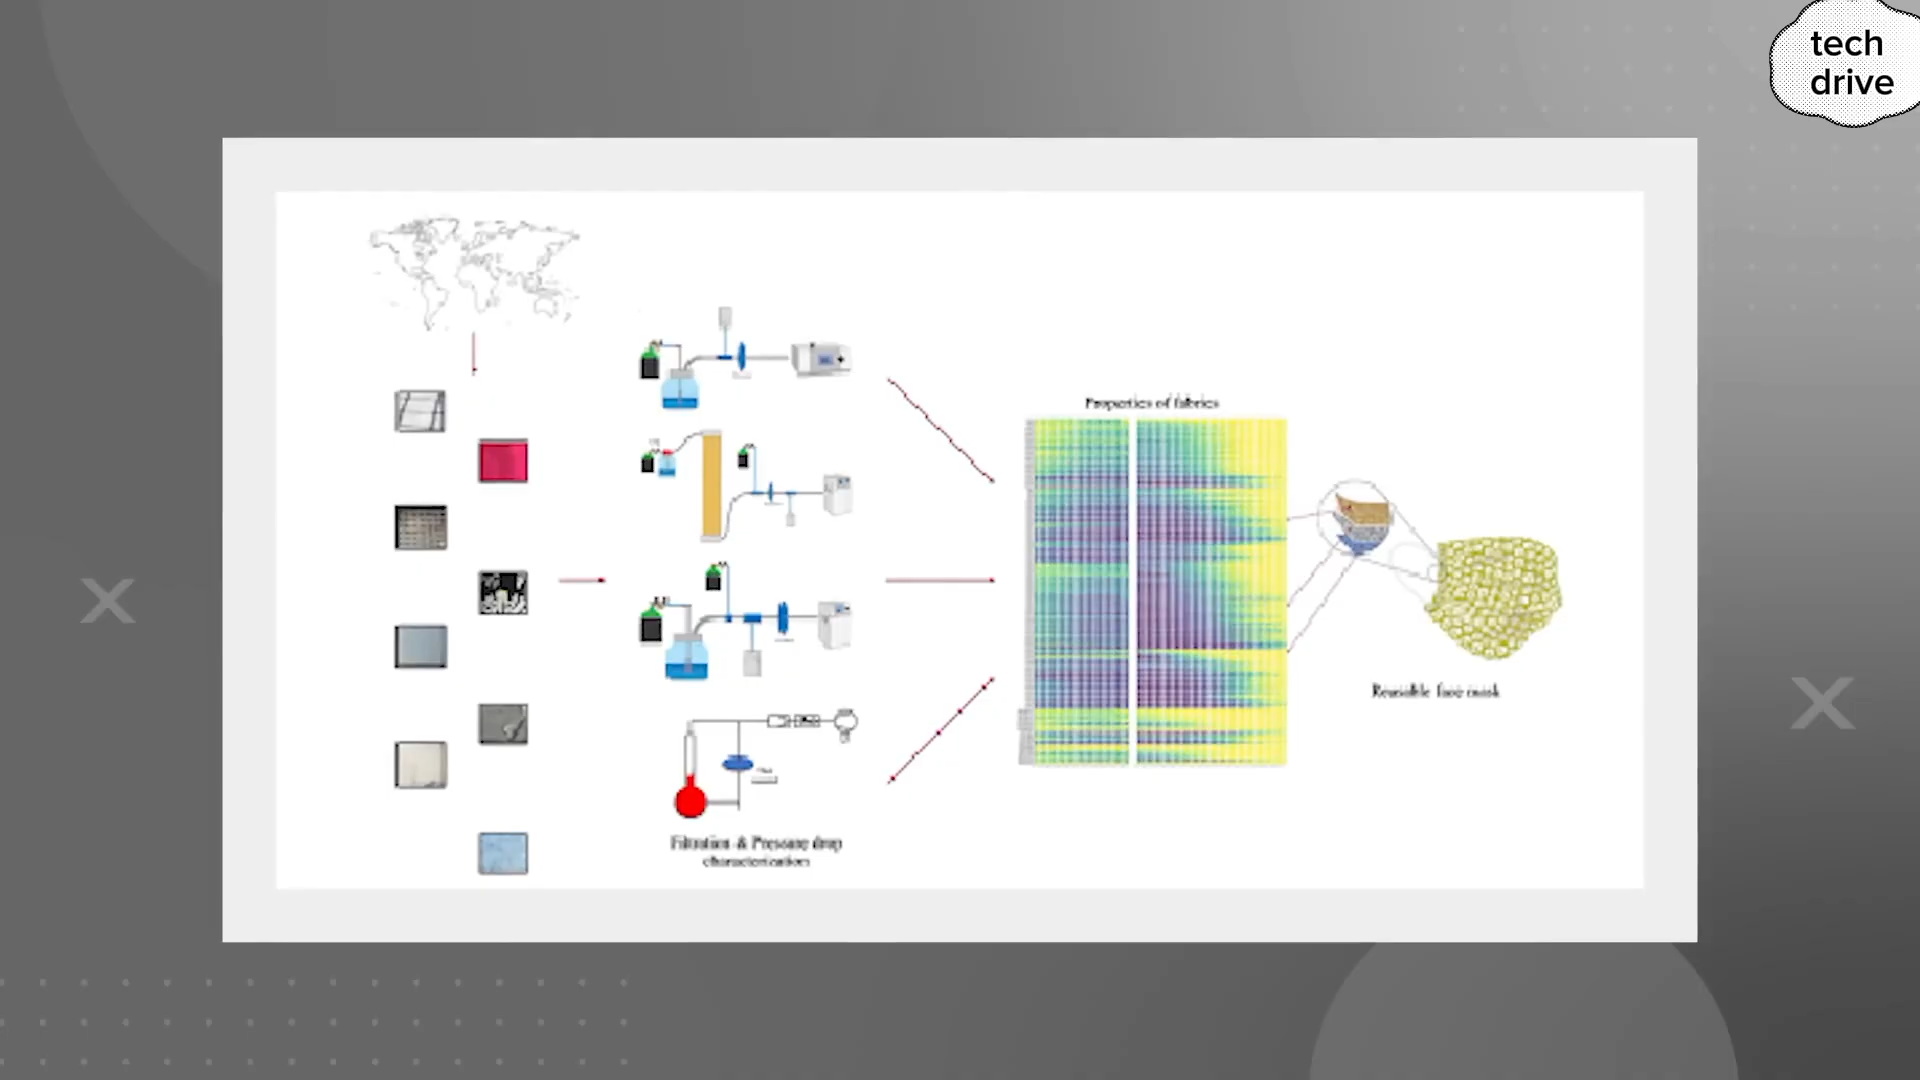 tech
drive
Properties of fabrics
Reusable face mask
Filtration & Pressure drop
characterization